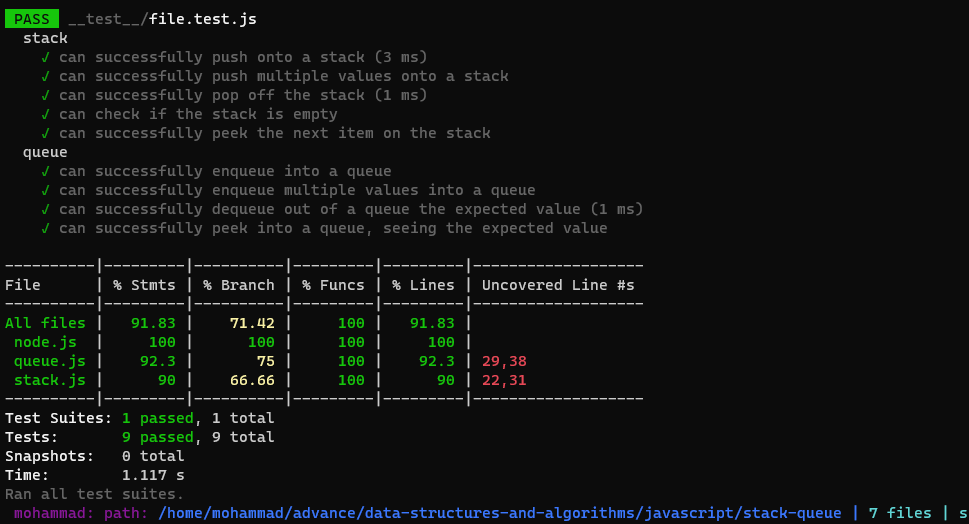 PASS __test__/file.test.js
stack
✓ can successfully push onto a stack (3 ms)
✓ can successfully push multiple values onto a stack
✓ can successfully pop off the stack (1 ms)
✓ can check if the stack is empty
✓ can successfully peek the next item on the stack
queue
✓ can successfully enqueue into a queue
✓ can successfully enqueue multiple values into a queue
✓ can successfully dequeue out of a queue the expected value (1 ms)
✓ can successfully peek into a queue, seeing the expected value
----------|---------|----------|---------|---------|-------------------
File      | % Stmts | % Branch | % Funcs | % Lines | Uncovered Line #s
----------|---------|----------|---------|---------|-------------------
All files |   91.83 |    71.42 |     100 |   91.83 |
 node.js  |     100 |      100 |     100 |     100 |
 queue.js |    92.3 |       75 |     100 |    92.3 | 29,38
 stack.js |      90 |    66.66 |     100 |      90 | 22,31
----------|---------|----------|---------|---------|-------------------
Test Suites: 1 passed, 1 total
Tests:       9 passed, 9 total
Snapshots:   0 total
Time:        1.117 s
Ran all test suites.
mohammad: path: /home/mohammad/advance/data-structures-and-algorithms/javascript/stack-queue | 7 files | s